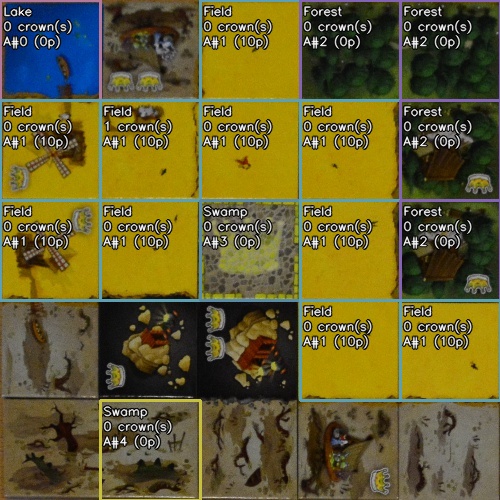 Lake
0 crown(s)
A#0 (0p)
Field
0 crown(s)
A#1 (10p)
Forest
0 crown(s)
A#2 (0p)
Forest
0 crown(s)
A#2 (0p)
Field
0 crown(s)
A#1 (10p)
Field
1 crown(s)
A#1 (10p)
Field
0 crown(s)
A#1 (10p)
Field
0 crown(s)
A#1 (10p)
Forest
0 crown(s)
A#2 (0p)
Field
0 crown(s)
A#1 (10p)
Field
0 crown(s)
A#1 (10p)
Swamp
0 crown(s)
A#3 (0p)
Field
0 crown(s)
A#1 (10p)
Forest
0 crown(s)
A#2 (0p)
Field
0 crown(s)
A#1 (10p)
Field
0 crown(s)
A#1 (10p)
Swamp
0 crown(s)
A#4 (0p)